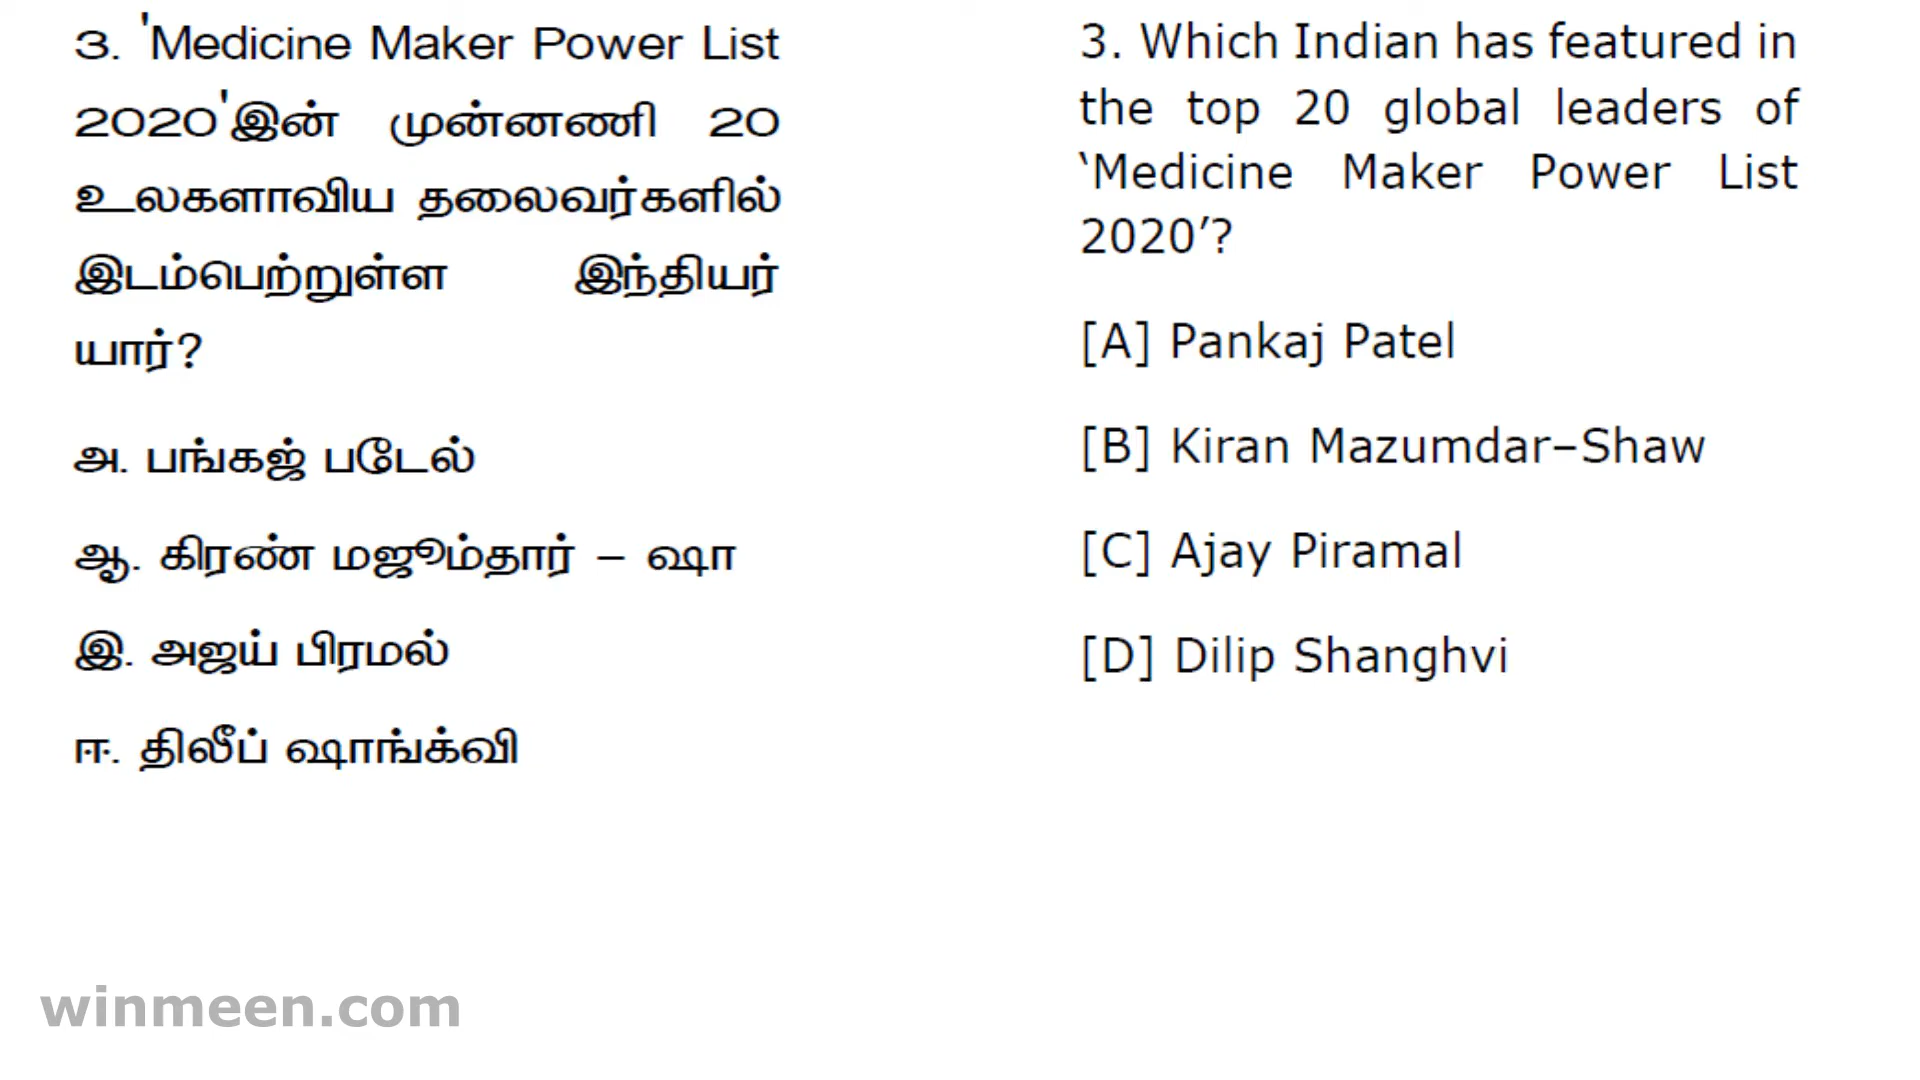 3. 'Medicine Maker Power List
2020'இன் முன்னணி 20
உலகளாவிய தலைவர்களில்
இடம்பெற்றுள்ள இந்தியர்
யார்?
அ. பங்கஜ் படேல்
ஆ. கிரண் மஜூம்தார் – ஷா
இ. அஜய் பிரமல்
ஈ. திலீப் ஷாங்க்வி
3. Which Indian has featured in
the top 20 global leaders of
‘Medicine Maker Power List
2020’?
[A] Pankaj Patel
[B] Kiran Mazumdar–Shaw
[C] Ajay Piramal
[D] Dilip Shanghvi
winmeen.com